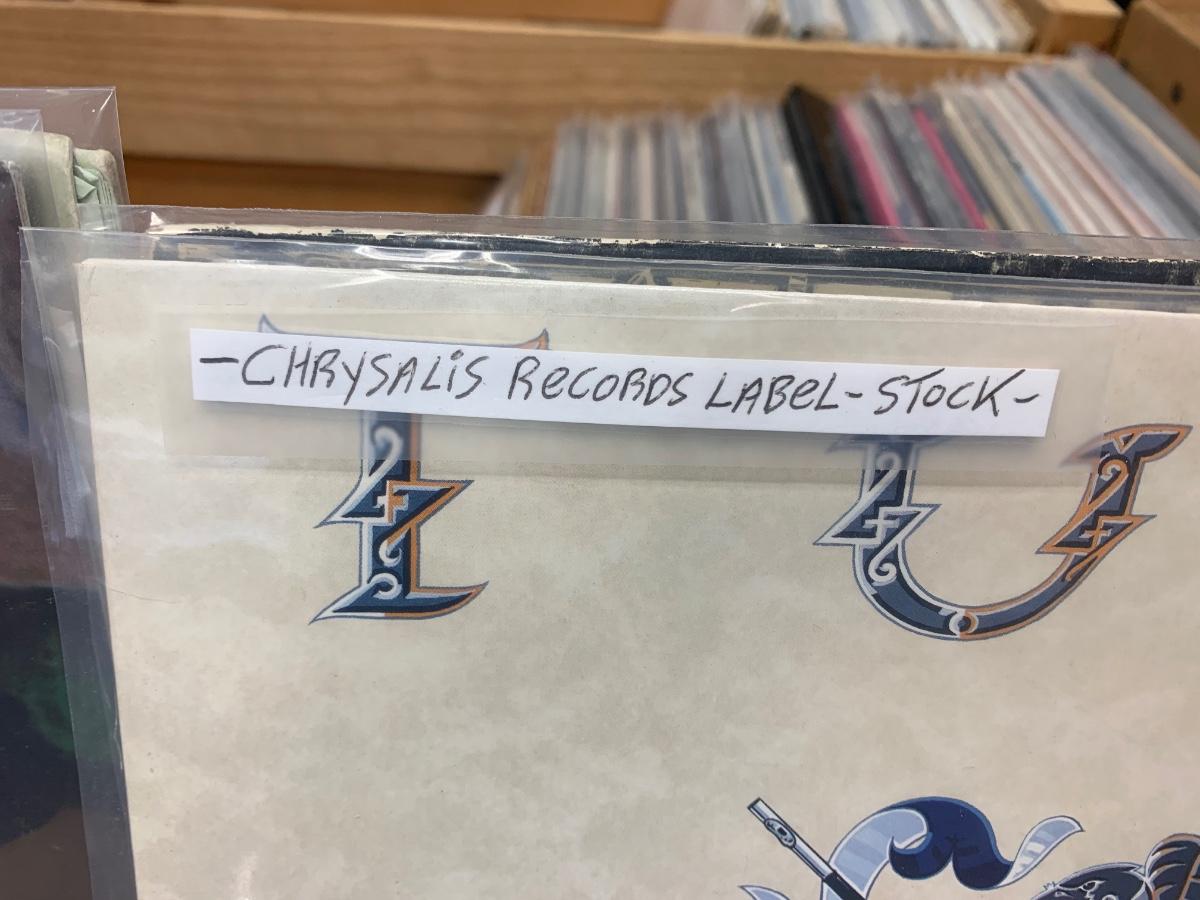 -CHRYSALiS ReCORDS LABeL-STOCK-
I U